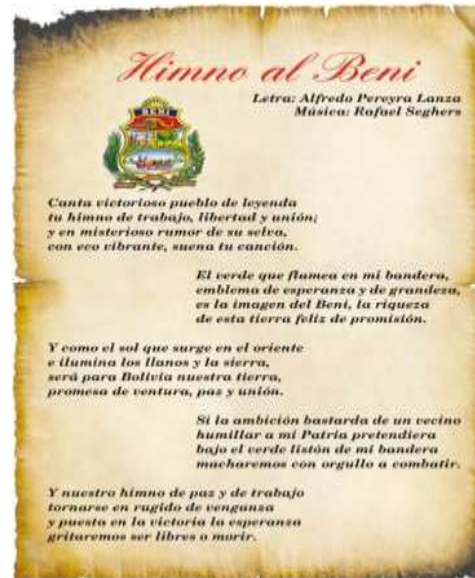 Himno al Beni
Letra: Alfredo Pereyra Lanza
Música: Rafael Seghers
BENI
Canta victorioso pueblo de leyenda
tu himno de trabajo, libertad y unión;
y en misterioso rumor de su selva,
con eco vibrante, suena tu canción.
El verde que flamea en mi bandera,
emblema de esperanza y de grandeza,
es la imagen del Beni, la riqueza
de esta tierra feliz de promisión.
Y como el sol que surge en el oriente
e ilumina los llanos y la sierra,
será para Bolivia nuestra tierra,
promesa de ventura, paz y unión.
Si la ambición bastarda de un vecino
humillar a mi Patria pretendiera
bajo el verde listón de mi bandera
macharemos con orgullo a combatir.
Y nuestro himno de paz y de trabajo
tornarse en rugido de venganza
y puesta en la victoria la esperanza
gritaremos ser libres o morir.